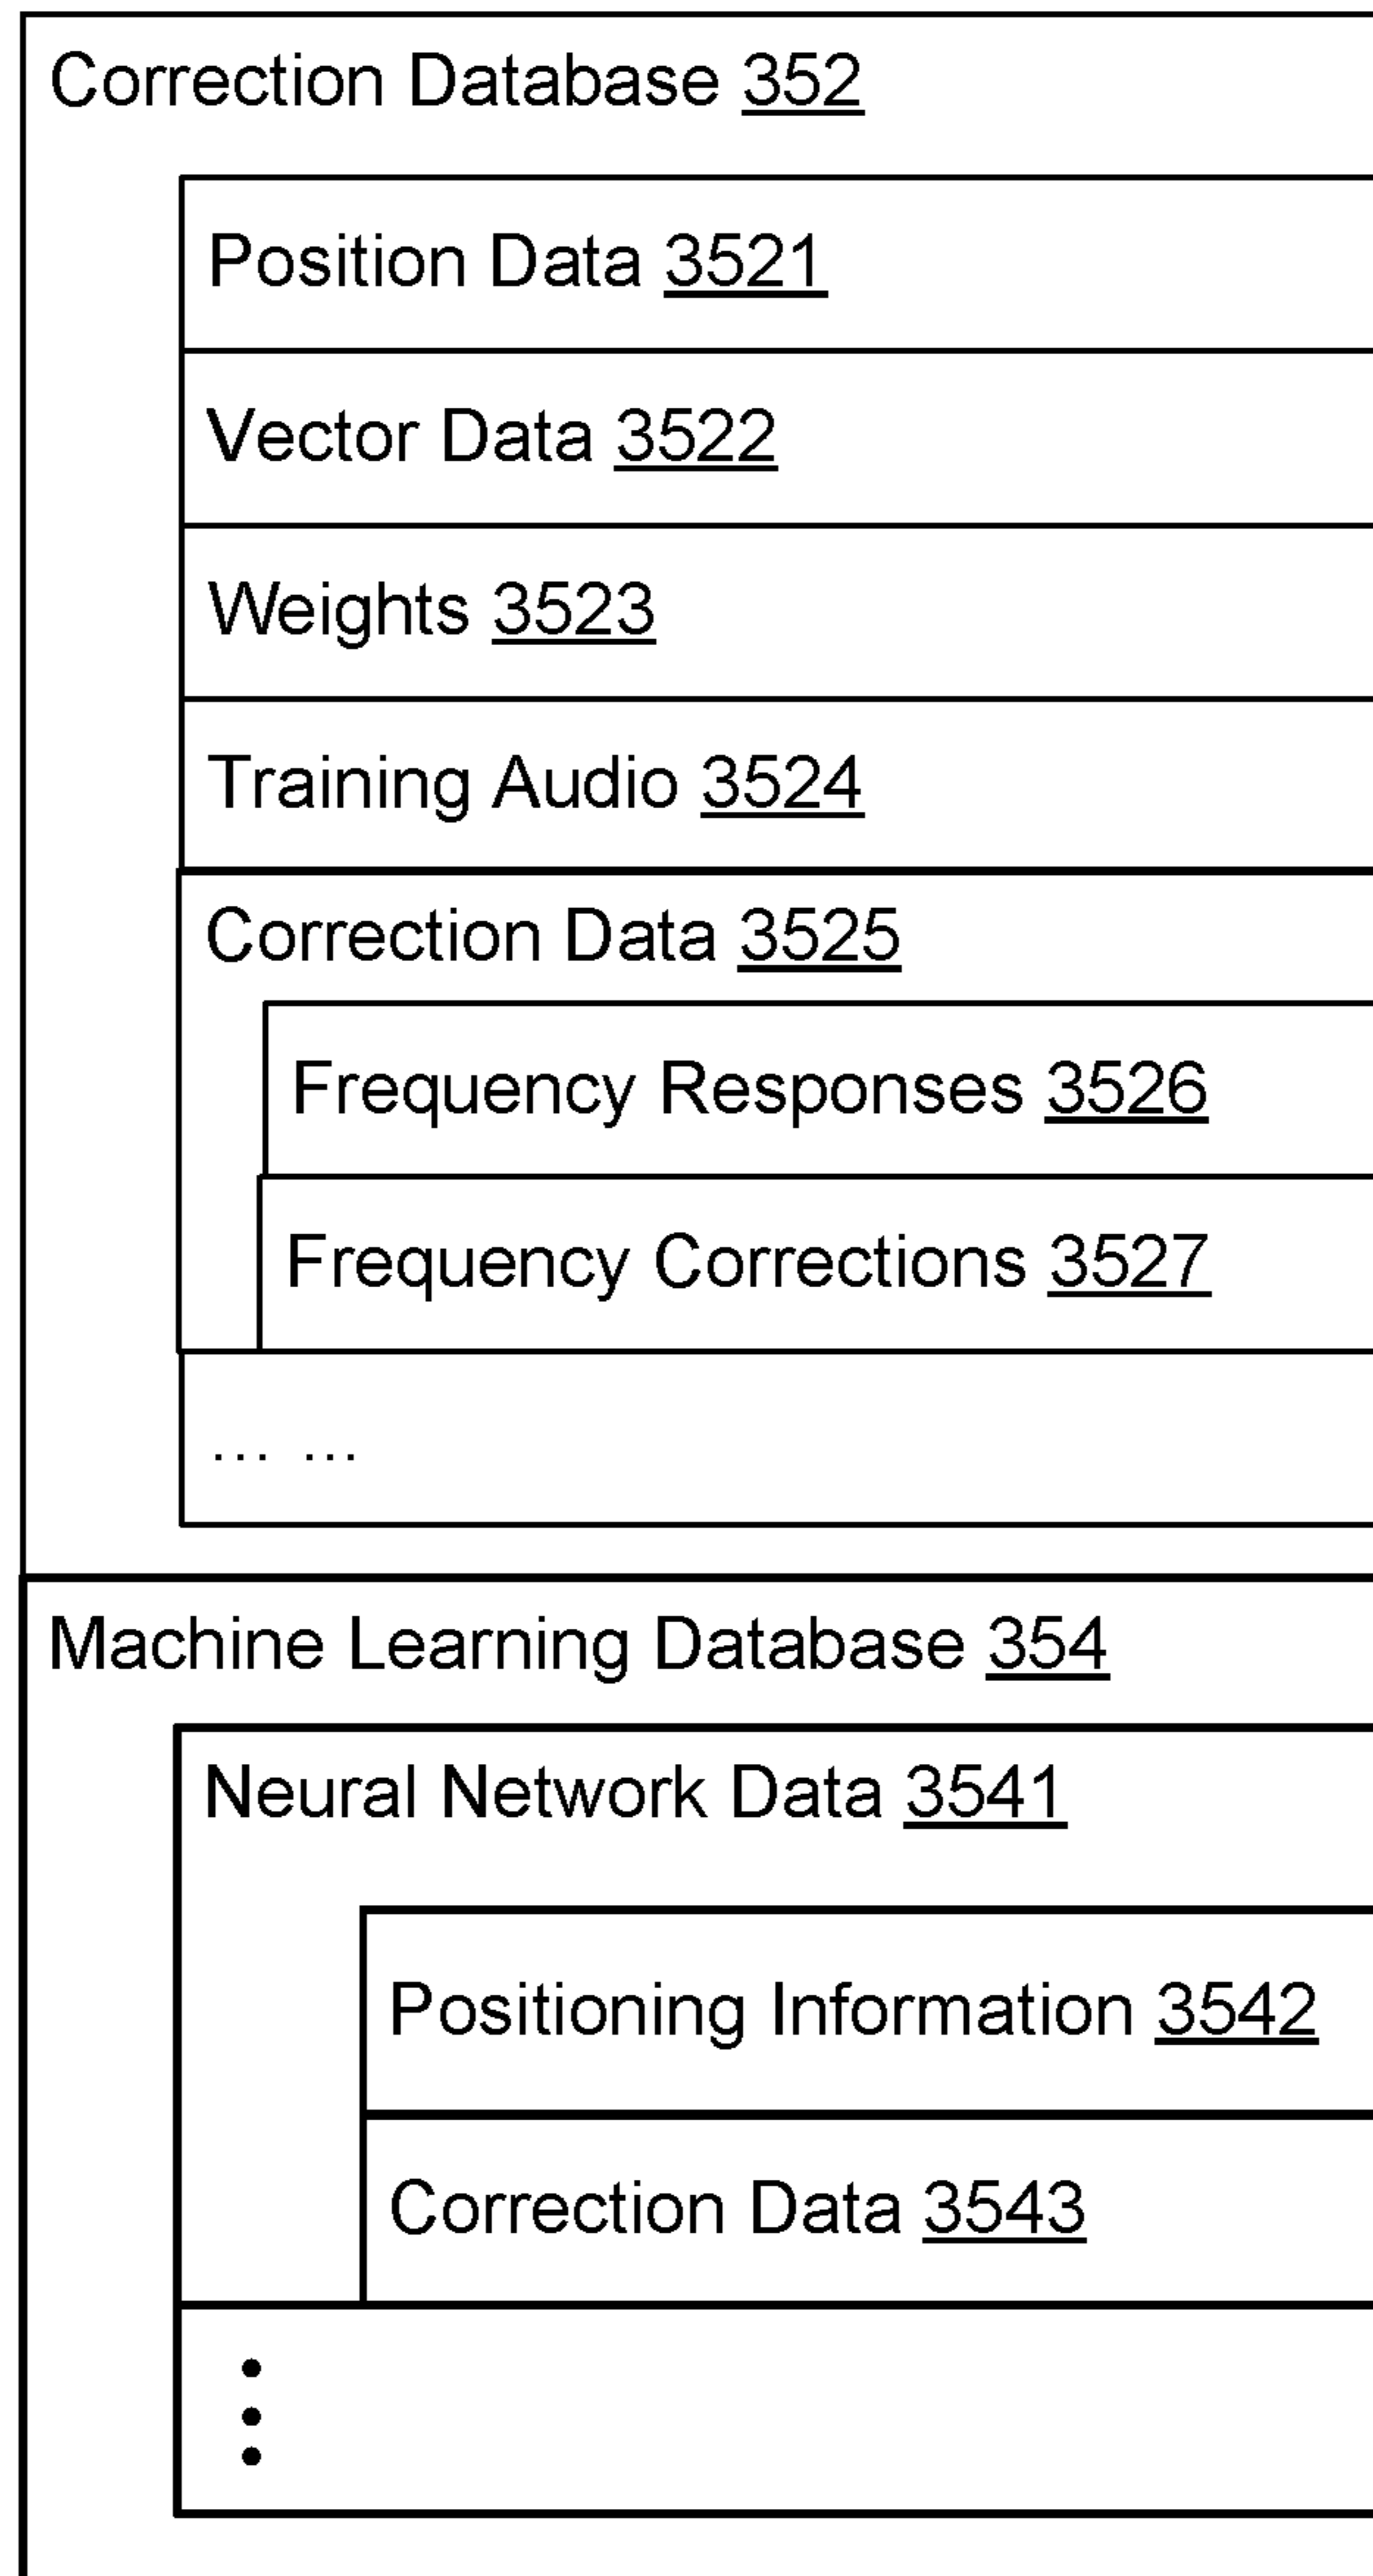 Correction Database 352
Position Data 3521
Vector Data 3522
Weights 3523
Training Audio 3524
Correction Data 3525
Frequency Responses 3526
Frequency Corrections 3527
... ...
Machine Learning Database 354
Neural Network Data 3541
Positioning Information 3542
Correction Data 3543